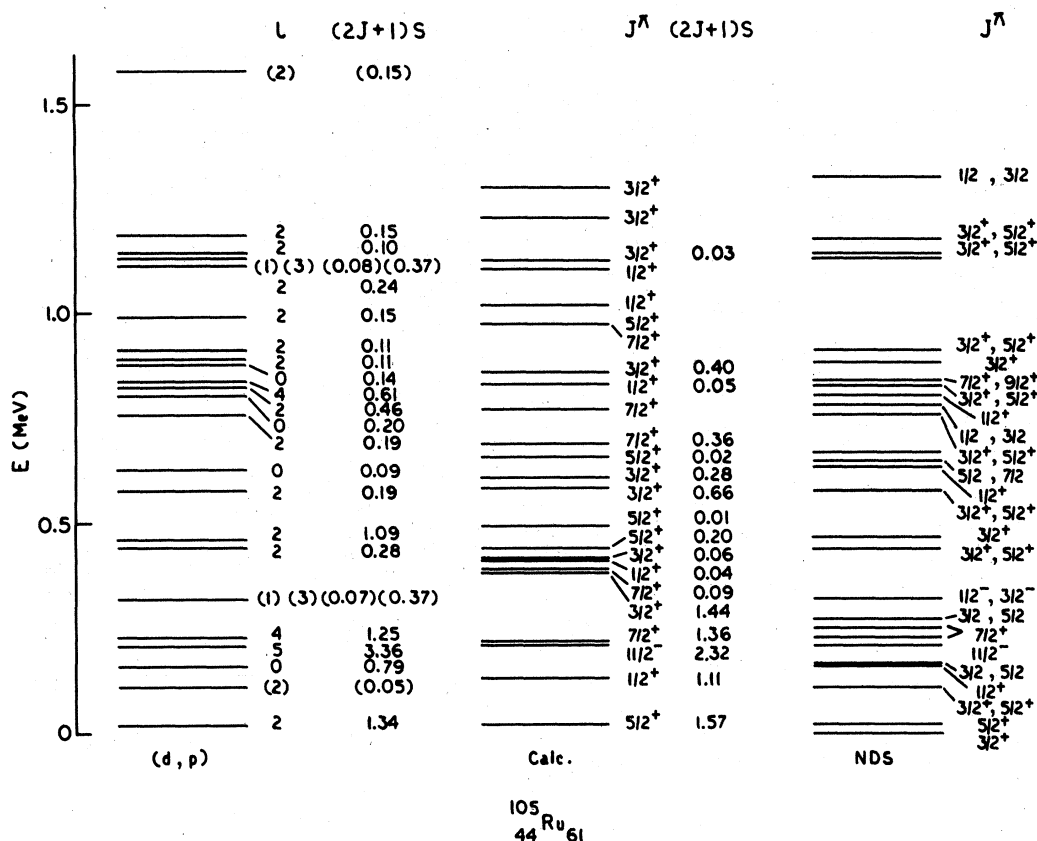 l (2J+1)S J^π (2J+1)S J^π
(2) (0.15)
1.5
3/2+ 1/2 , 3/2
3/2+
2 0.15 3/2+, 5/2+
2 0.10 3/2+ 0.03 3/2+, 5/2+
(1) (3) (0.08)(0.37) 1/2+
2 0.24
1/2+
1.0 2 0.15 5/2+
7/2+
2 0.11 3/2+, 5/2+
2 0.11 3/2+ 0.40 3/2+
0 0.14 1/2+ 0.05 7/2+, 9/2+
4 0.61 3/2+, 5/2+
2 0.46 7/2+ 1/2+
0 0.20
2 0.19 7/2+ 0.36 1/2 , 3/2
5/2+ 0.02 3/2+, 5/2+
0 0.09 3/2+ 0.28 5/2 , 7/2
2 0.19 3/2+ 0.66 1/2+
5/2+ 0.01 3/2+, 5/2+
0.5
2 1.09 5/2+ 0.20 3/2+
2 0.28 3/2+ 0.06 3/2+, 5/2+
1/2+ 0.04
7/2+ 0.09
(1) (3) (0.07)(0.37) 3/2+ 1.44 1/2-, 3/2-
3/2 , 5/2
4 1.25 7/2+ 1.36 7/2+
5 3.36 11/2- 2.32 11/2-
0 0.79 3/2 , 5/2
(2) (0.05) 1/2+ 1.11 1/2+
3/2+, 5/2+
2 1.34 5/2+ 1.57 5/2+
0 3/2+
E (MeV)
(d,p) Calc. NDS
105
44 Ru 61